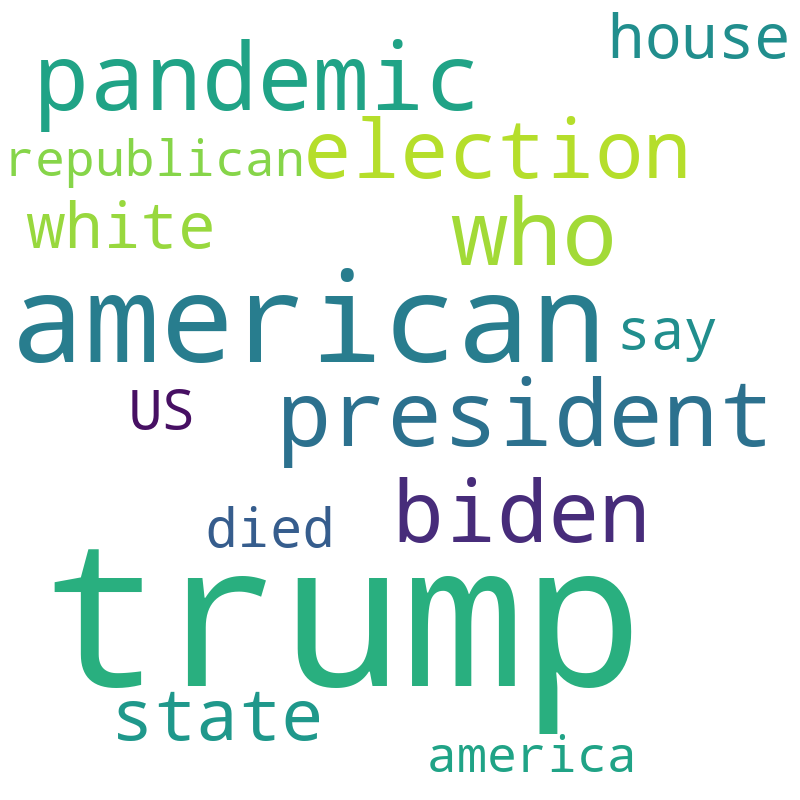 house
pandemic
election
republican
white
who
american
say
president
US
biden
died
trump
state
america